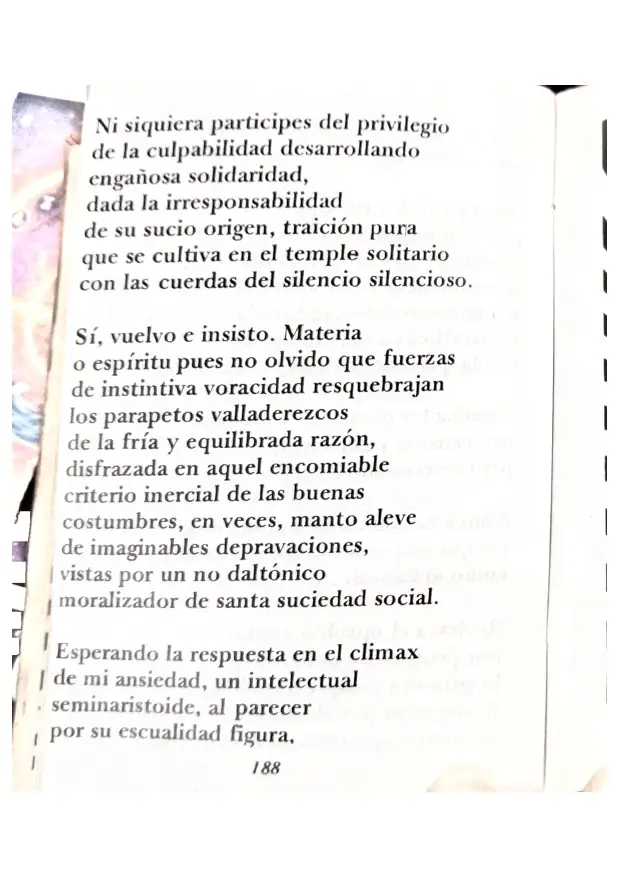 Ni siquiera participes del privilegio
de la culpabilidad desarrollando
engañosa solidaridad,
dada la irresponsabilidad
de su sucio origen, traición pura
que se cultiva en el temple solitario
con las cuerdas del silencio silencioso.
Sí, vuelvo e insisto. Materia
o espíritu pues no olvido que fuerzas
de instintiva voracidad resquebrajan
los parapetos valladerezcos
de la fría y equilibrada razón,
disfrazada en aquel encomiable
criterio inercial de las buenas
costumbres, en veces, manto aleve
de imaginables depravaciones,
vistas por un no daltónico
moralizador de santa suciedad social.
Esperando la respuesta en el climax
de mi ansiedad, un intelectual
seminaristoide, al parecer
por su escualidad figura,
188